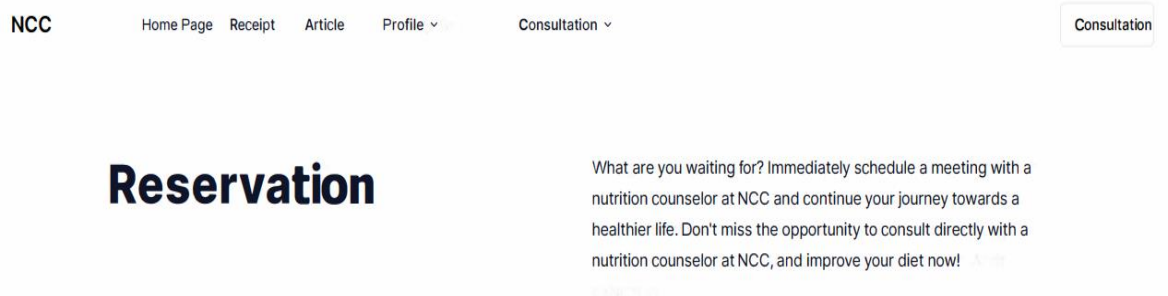 NCC Home Page Receipt Article Profile Consultation Consultation
Reservation
What are you waiting for? Immediately schedule a meeting with a
nutrition counselor at NCC and continue your journey towards a
healthier life. Don't miss the opportunity to consult directly with a
nutrition counselor at NCC, and improve your diet now!